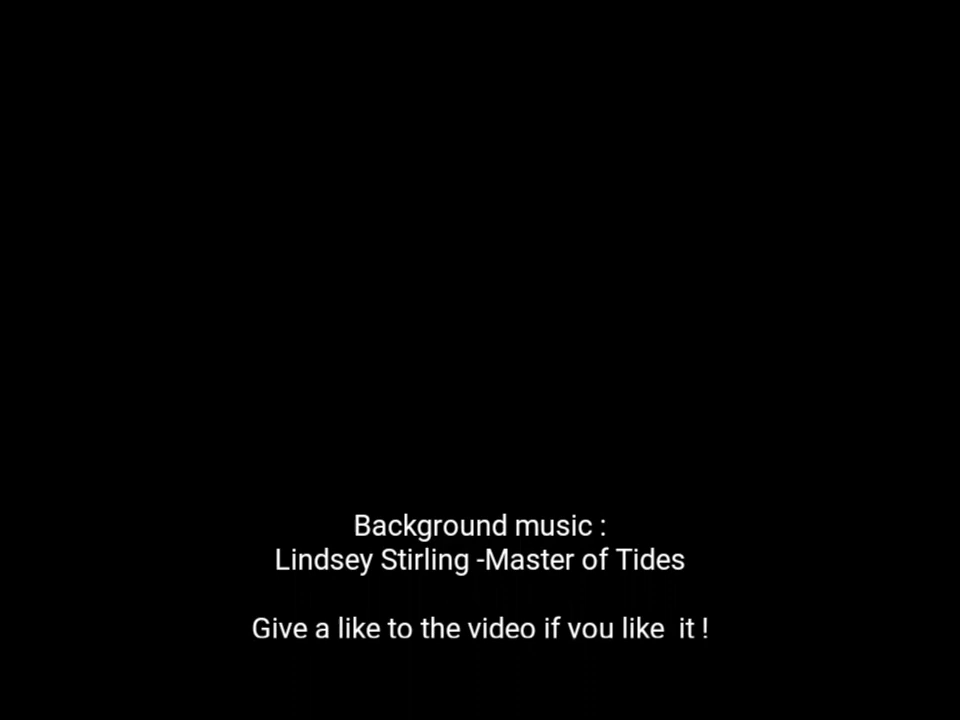 Background music :
Lindsey Stirling -Master of Tides
Give a like to the video if you like  it !